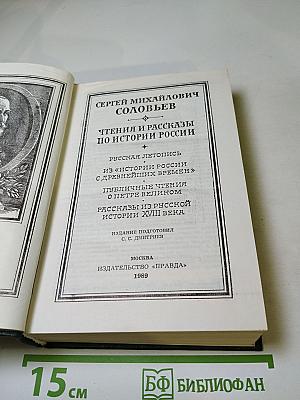 СЕРГЕЙ МИХАЙЛОВИЧ
СОЛОВЬЕВ
ЧТЕНИЯ И РАССКАЗЫ
ПО ИСТОРИИ РОССИИ
РУССКАЯ ЛЕТОПИСЬ
ИЗ «ИСТОРИИ РОССИИ
С ДРЕВНЕЙШИХ ВРЕМЕН»
ПУБЛИЧНЫЕ ЧТЕНИЯ
О ПЕТРЕ ВЕЛИКОМ
РАССКАЗЫ ИЗ РУССКОЙ
ИСТОРИИ XVIII ВЕКА
ИЗДАНИЕ ПОДГОТОВИЛ
С. С. ДМИТРИЕВ
МОСКВА
ИЗДАТЕЛЬСТВО «ПРАВДА»
1989
15 см
БФ БИБЛИОФАН